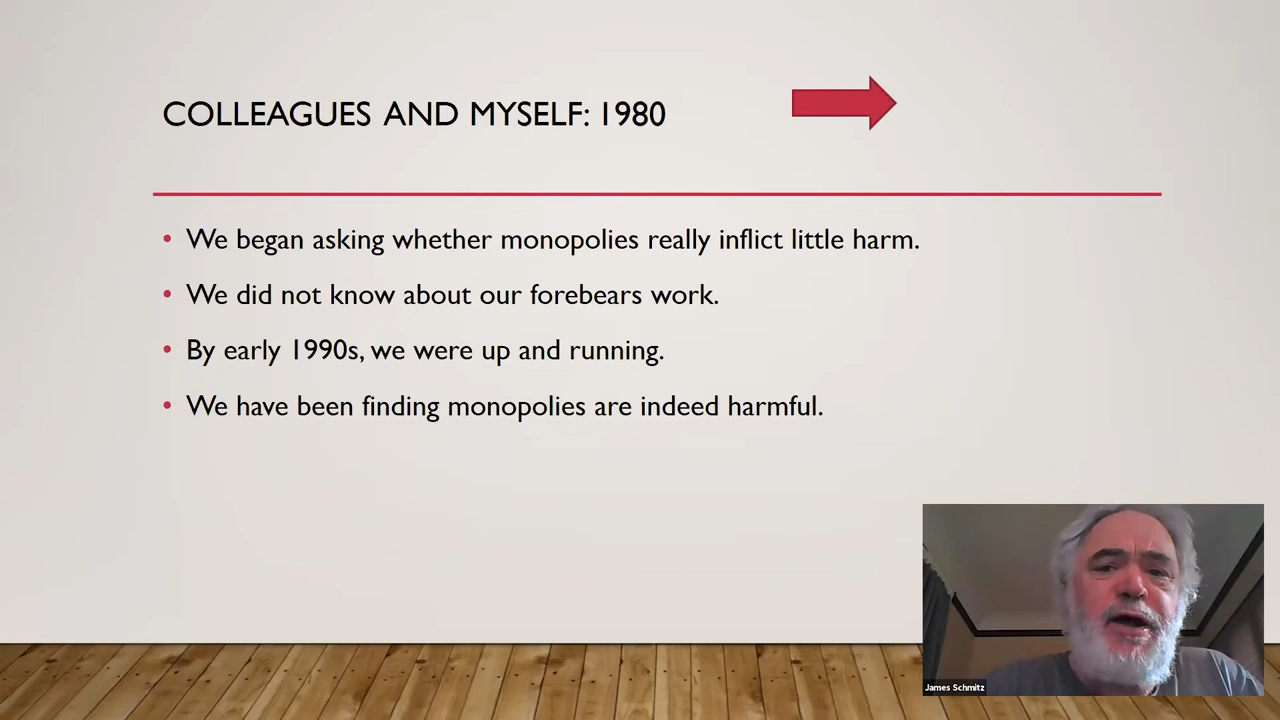 COLLEAGUES AND MYSELF: 1980
• We began asking whether monopolies really inflict little harm.
• We did not know about our forebears work.
• By early 1990s, we were up and running.
• We have been finding monopolies are indeed harmful.
James Schmitz